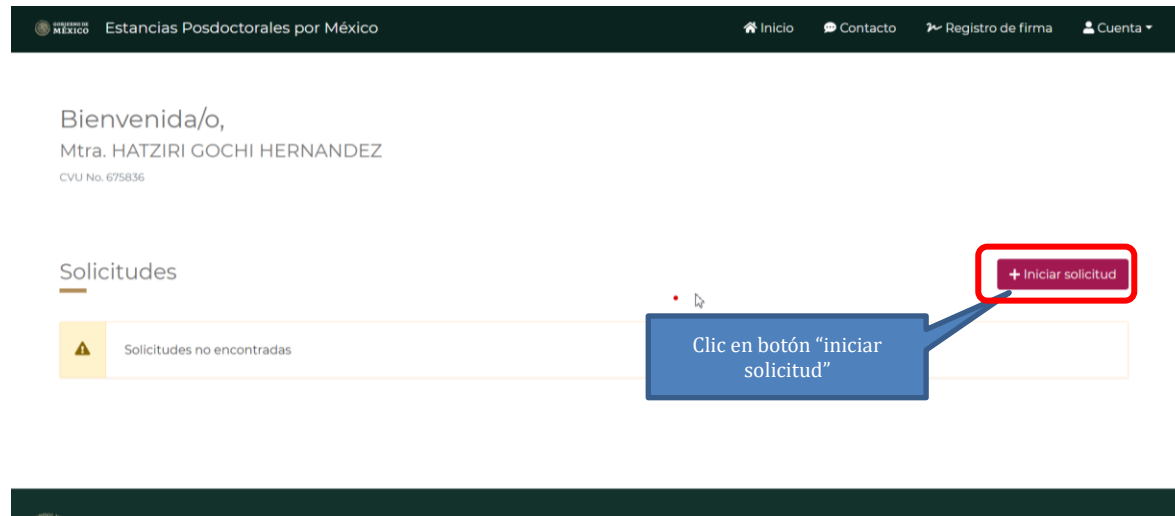 GOBIERNO DE
MÉXICO
Estancias Posdoctorales por México
Inicio
Contacto
Registro de firma
Cuenta
Bienvenida/o,
Mtra. HATZIRI GOCHI HERNANDEZ
CVU No. 675836
Solicitudes
+ Iniciar solicitud
Solicitudes no encontradas
Clic en botón “iniciar
solicitud”